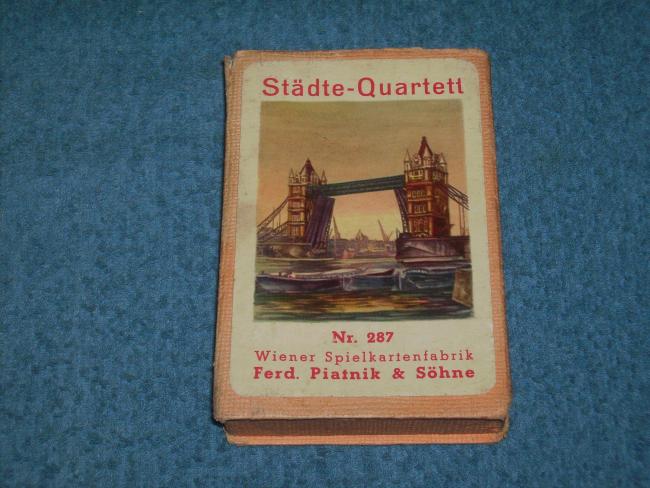 Städte-Quartett
Nr. 287
Wiener Spielkartenfabrik
Ferd. Piatnik & Söhne